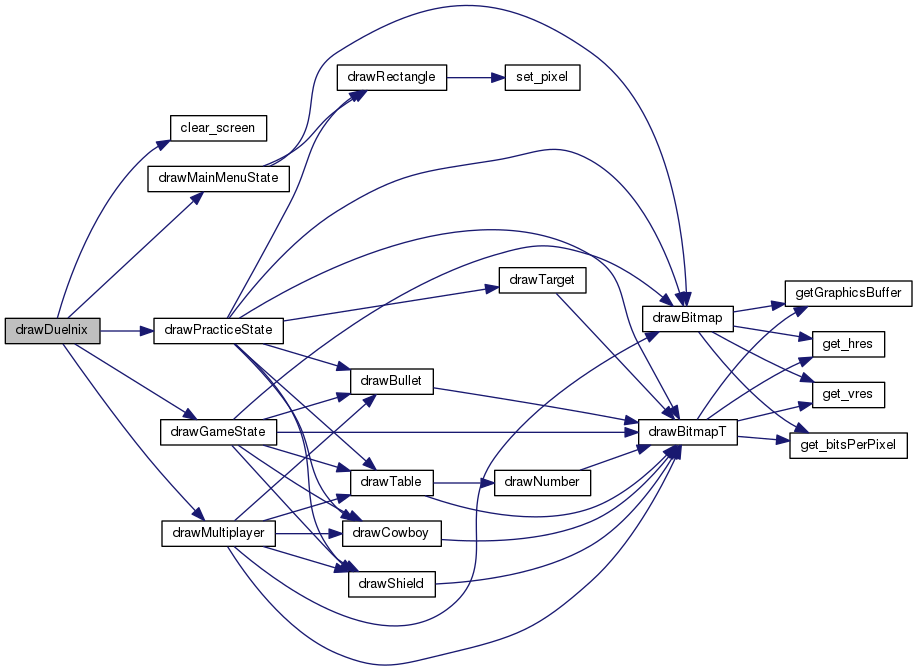 drawRectangle
set_pixel
clear_screen
drawMainMenuState
drawTarget
getGraphicsBuffer
drawDuelnix
drawPracticeState
drawBitmap
get_hres
drawBullet
get_vres
drawGameState
drawBitmapT
get_bitsPerPixel
drawTable
drawNumber
drawMultiplayer
drawCowboy
drawShield